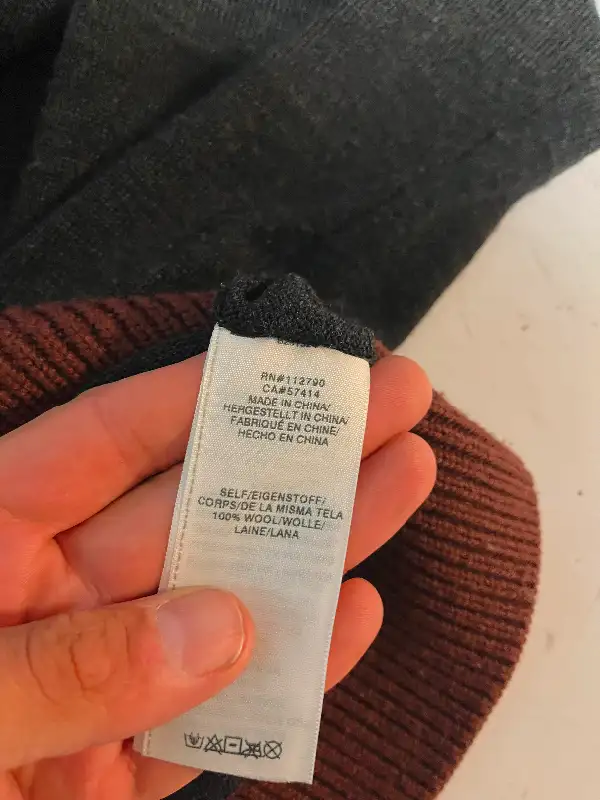 RN#112790
CA#57414
MADE IN CHINA/
HERGESTELLT IN CHINA/
FABRIQUÉ EN CHINE/
HECHO EN CHINA
SELF/EIGENSTOFF/
CORPS/DE LA MISMA TELA
100% WOOL/WOLLE/
LAINE/LANA